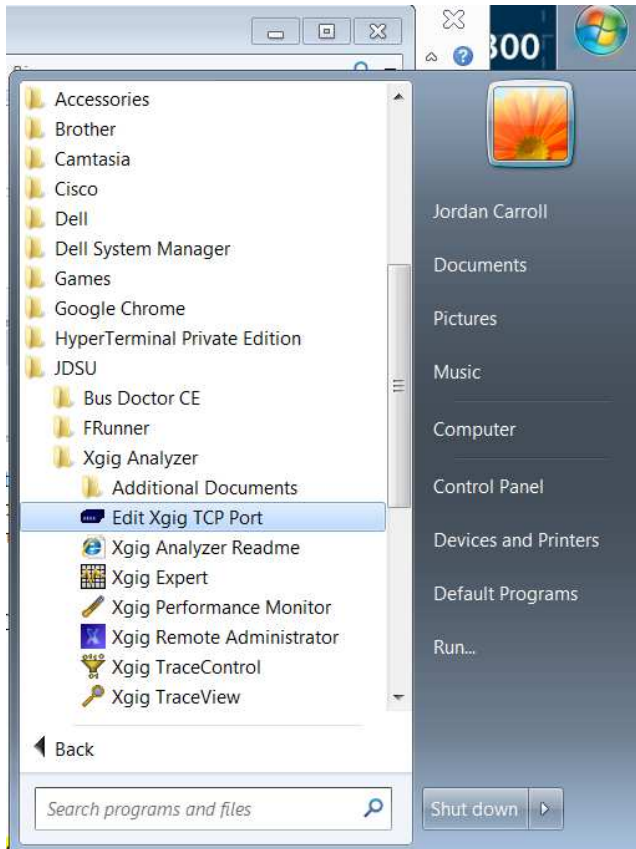 300
Accessories
Brother
Camtasia
Cisco
Dell
Dell System Manager
Games
Google Chrome
HyperTerminal Private Edition
JDSU
Bus Doctor CE
FRunner
Xgig Analyzer
Additional Documents
Edit Xgig TCP Port
Xgig Analyzer Readme
Xgig Expert
Xgig Performance Monitor
Xgig Remote Administrator
Xgig TraceControl
Xgig TraceView
Back
Search programs and files
Jordan Carroll
Documents
Pictures
Music
Computer
Control Panel
Devices and Printers
Default Programs
Run...
Shut down